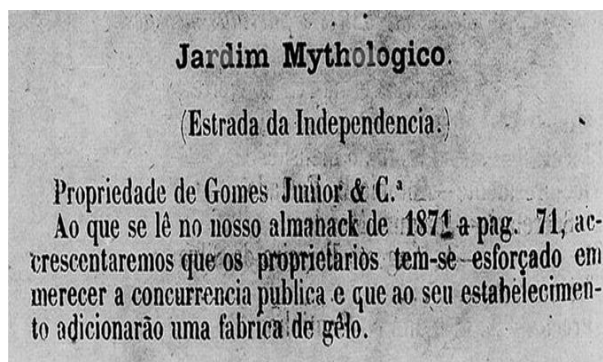 Jardim Mythologico.
(Estrada da Independencia.)
Propriedade de Gomes Junior & C.ª
Ao que se lê no nosso almanack de 1871 a pag. 71, ac-
crescentaremos que os proprietarios tem-se esforçado em
merecer a concurrencia publica e que ao seu estabelecimen-
to adicionarão uma fabrica de gêlo.